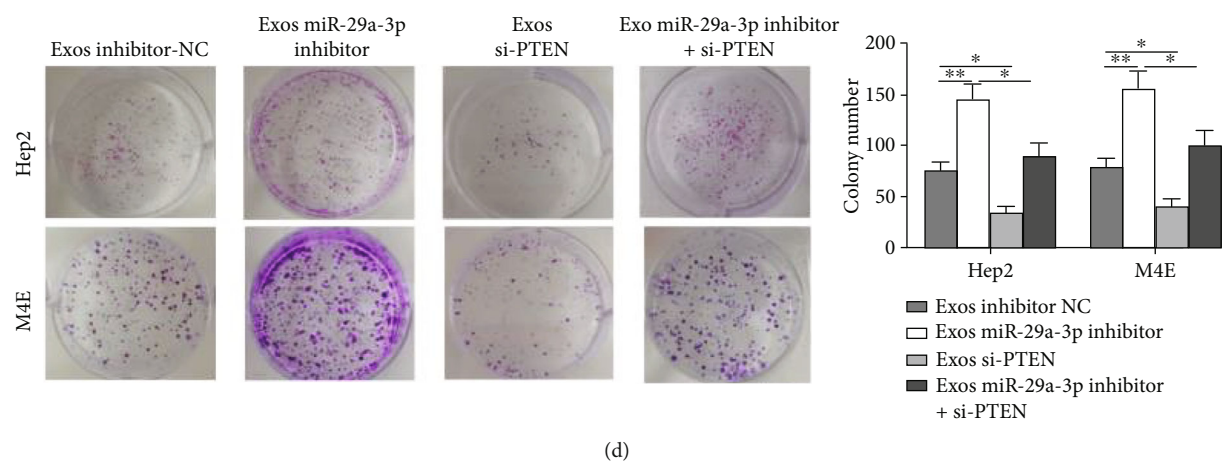 Exos inhibitor-NC
Exos miR-29a-3p
inhibitor
Exos
si-PTEN
Exo miR-29a-3p inhibitor
+ si-PTEN
Hep2
M4E
Colony number
200
150
100
50
0
*
** *
*
** *
Hep2
M4E
Exos inhibitor NC
Exos miR-29a-3p inhibitor
Exos si-PTEN
Exos miR-29a-3p inhibitor
+ si-PTEN
(d)